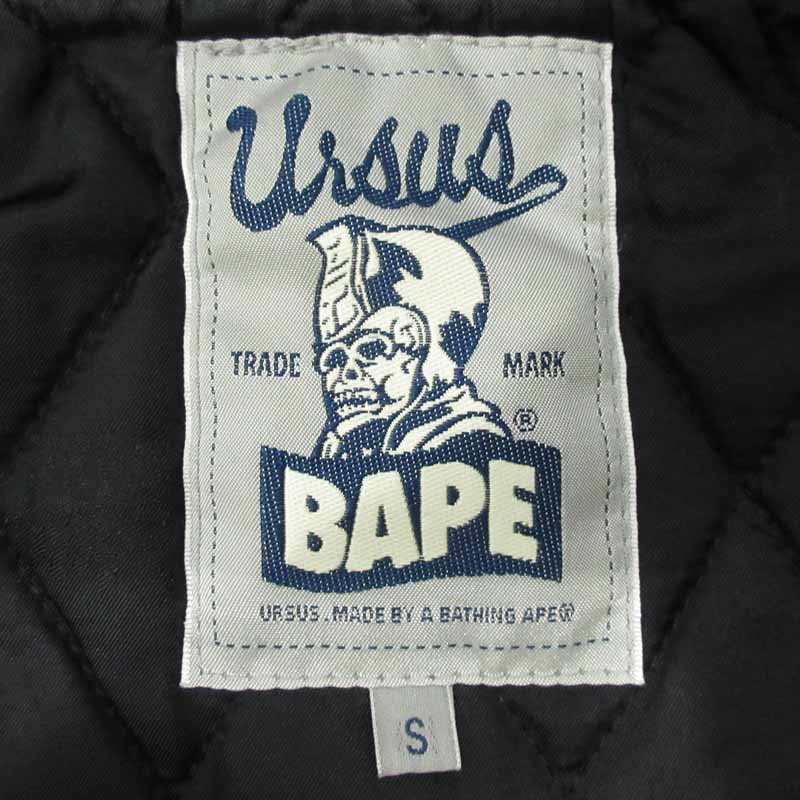 Ursus
TRADE MARK
®
BAPE
URSUS. MADE BY A BATHING APE®
S